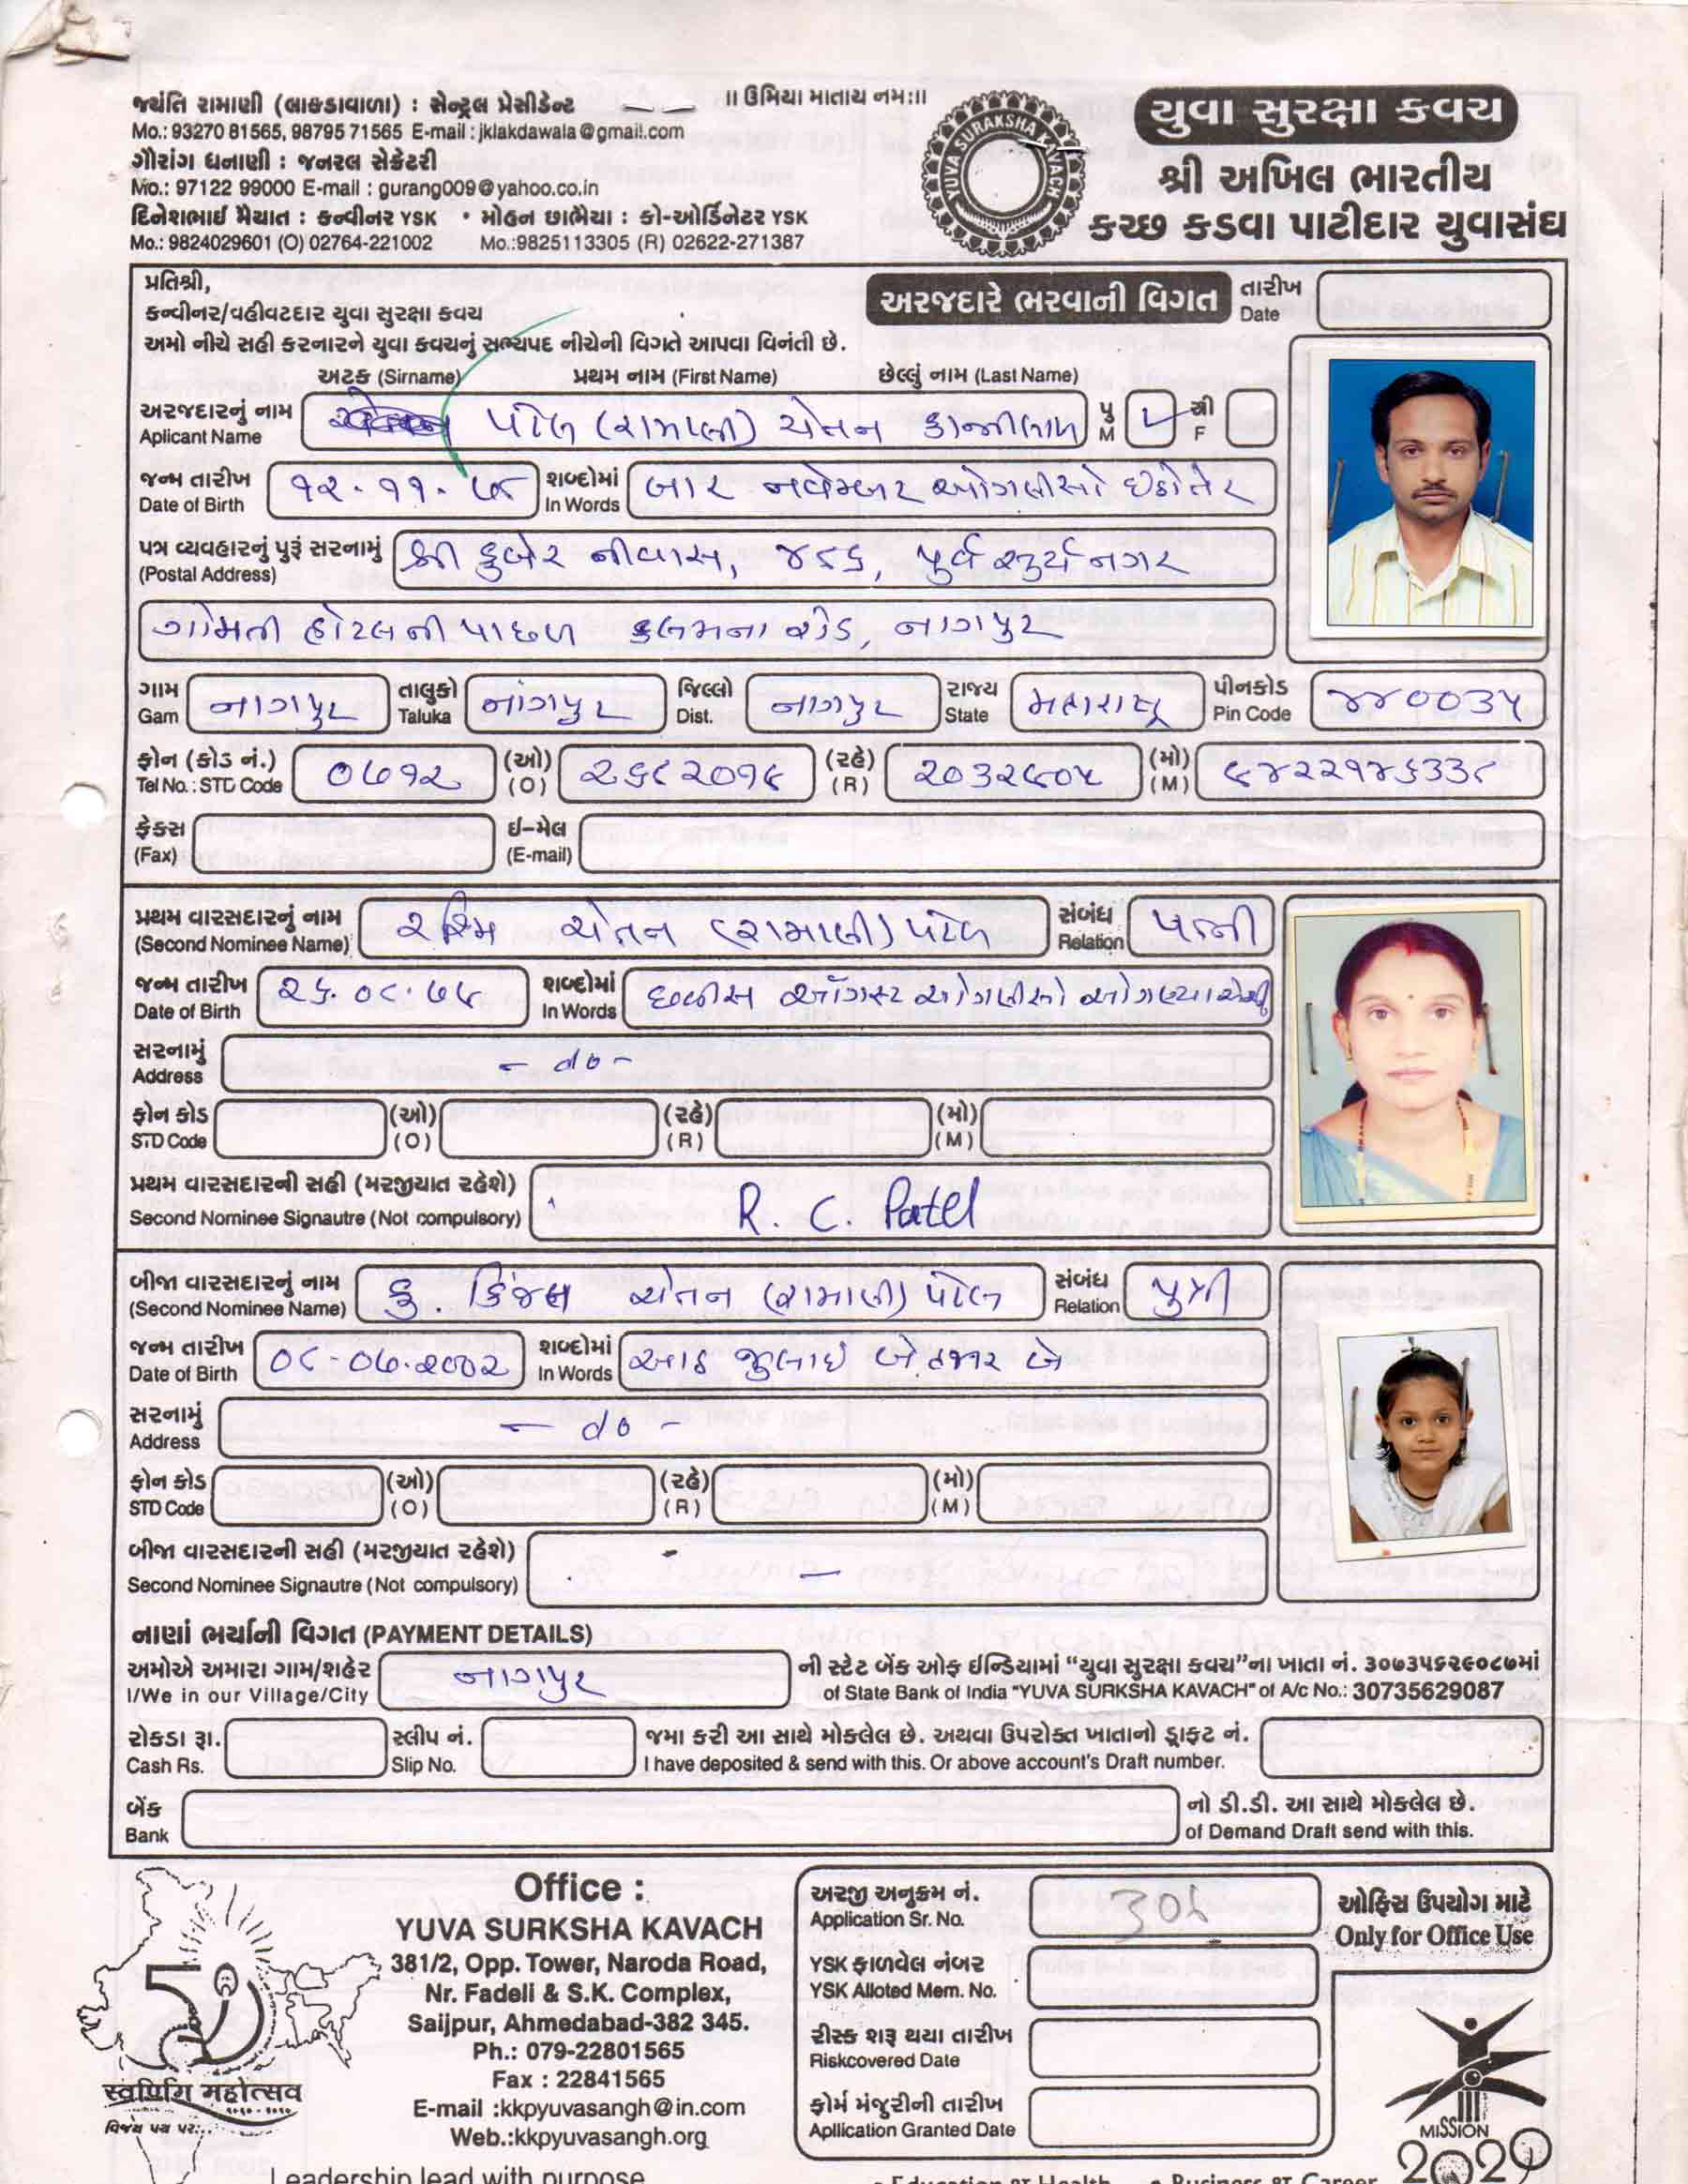 જયંતિ રામાણી (લાકડાવાળા) : સેન્ટ્રલ પ્રેસીડેન્ટ
Mo.: 93270 81565, 98795 71565 E-mail : jklakdawala@gmail.com
ગૌરાંગ ધનાણી : જનરલ સેક્રેટરી
Mo.: 97122 99000 E-mail : gurang009@yahoo.co.in
દિનેશભાઈ મૈયાત : કન્વીનર YSK • મોહન છાભૈયા : કો-ઓર્ડિનેટર YSK
Mo.: 9824029601 (O) 02764-221002 Mo.:9825113305 (R) 02622-271387
॥ ઉમિયા માતાય નમઃ॥
YUVA SURAKSHA KAVACH
યુવા સુરક્ષા કવચ
શ્રી અખિલ ભારતીય
કચ્છ કડવા પાટીદાર યુવાસંઘ
પ્રતિશ્રી,
કન્વીનર/વહીવટદાર યુવા સુરક્ષા કવચ
અમો નીચે સહી કરનારને યુવા કવચનું સભ્યપદ નીચેની વિગતે આપવા વિનંતી છે.
અરજદારે ભરવાની વિગત
તારીખ
Date
અટક (Sirname) પ્રથમ નામ (First Name) છેલ્લું નામ (Last Name)
અરજદારનું નામ પટેલ (રામાણી) ચેતન કાન્તીલાલ પુ સ્ત્રી
Aplicant Name M F
જન્મ તારીખ ૧૨-૧૧-૭૫ શબ્દોમાં બાર નવેમ્બર ઓગણીસો
Date of Birth In Words
પત્ર વ્યવહારનું પુરૂં સરનામું શ્રી કુબેર નીવાસ, ૪૮૬, પુર્વ સુર્ય નગર
(Postal Address)
ગોમતી હોટલ ની પાછળ કલમના રોડ, નાગપુર
ગામ નાગપુર તાલુકો નાગપુર જિલ્લો નાગપુર રાજ્ય મહારાષ્ટ્ર પીનકોડ ૪૪૦૦૩૫
Gam Taluka Dist. State Pin Code
ફોન (કોડ નં.) ૦૭૧૨ (ઓ) ૨૬૮૨૦૧૯ (રહે) ૨૦૩૨૯૦૫ (મો) ૯૪૨૨૧૪૬૩૩૮
Tel No. : STD Code (O) (R) (M)
ફેક્સ ઈ-મેલ
(Fax) (E-mail)
પ્રથમ વારસદારનું નામ રશ્મિ ચેતન (રામાણી) પટેલ સંબંધ પત્ની
(Second Nominee Name) Relation
જન્મ તારીખ ૨૬.૦૮.૭૯ શબ્દોમાં છવ્વીસ ઑગસ્ટ ઓગણીસો ઓગણ્યાએંશી
Date of Birth In Words
સરનામું - do -
Address
ફોન કોડ (ઓ) (રહે) (મો)
STD Code (O) (R) (M)
પ્રથમ વારસદારની સહી (મરજીયાત રહેશે) R. C. Patel
Second Nominee Signautre (Not compulsory)
બીજા વારસદારનું નામ કુ. કિંજલ ચેતન (રામાણી) પટેલ સંબંધ પુત્રી
(Second Nominee Name) Relation
જન્મ તારીખ ૦૮-૦૭-૨૦૦૨ શબ્દોમાં આઠ જુલાઇ બે હજાર બે
Date of Birth In Words
સરનામું - do -
Address
ફોન કોડ (ઓ) (રહે) (મો)
STD Code (O) (R) (M)
બીજા વારસદારની સહી (મરજીયાત રહેશે) -
Second Nominee Signautre (Not compulsory)
નાણાં ભર્યાની વિગત (PAYMENT DETAILS)
અમોએ અમારા ગામ/શહેર નાગપુર ની સ્ટેટ બેંક ઓફ ઈન્ડિયામાં “યુવા સુરક્ષા કવચ”ના ખાતા નં. ૩૦૭૩૫૬૨૯૦૮૭માં
I/We in our Village/City of State Bank of India "YUVA SURKSHA KAVACH" of A/c No.: 30735629087
રોકડા રૂા. સ્લીપ નં. જમા કરી આ સાથે મોકલેલ છે. અથવા ઉપરોક્ત ખાતાનો ડ્રાફ્ટ નં.
Cash Rs. Slip No. I have deposited & send with this. Or above account's Draft number.
બેંક નો ડી.ડી. આ સાથે મોકલેલ છે.
Bank of Demand Draft send with this.
स्वर्णिम महोत्सव
Office :
YUVA SURKSHA KAVACH
381/2, Opp. Tower, Naroda Road,
Nr. Fadeli & S.K. Complex,
Saijpur, Ahmedabad-382 345.
Ph.: 079-22801565
Fax : 22841565
E-mail :kkpyuvasangh@in.com
Web.:kkpyuvasangh.org
અરજી અનુક્રમ નં. ઓફિસ ઉપયોગ માટે
Application Sr. No. Only for Office Use
YSK ફાળવેલ નંબર
YSK Alloted Mem. No.
રીસ્ક શરૂ થયા તારીખ
Riskcovered Date
ફોર્મ મંજુરીની તારીખ
Apllication Granted Date
MISSION
2020
Leadership lead with purpose
• Education BT Health • Business BT Career